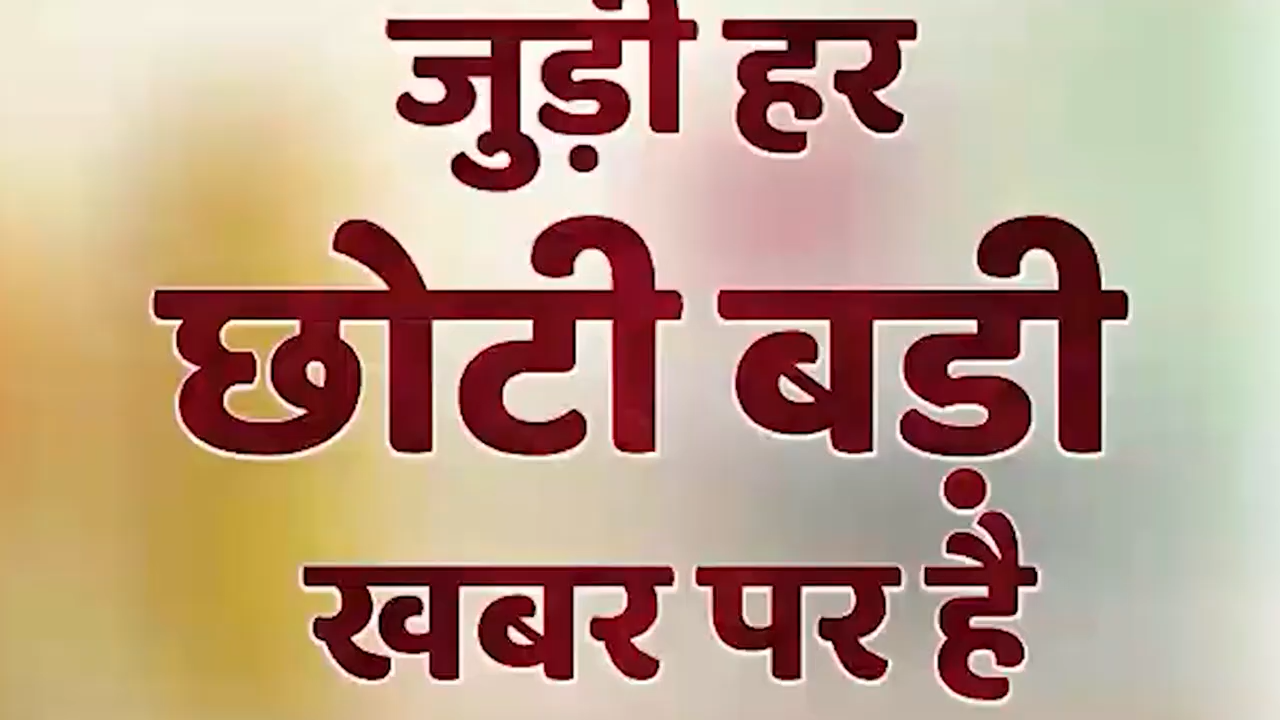 जुड़ी हर
छोटी बड़ी
खबर पर है